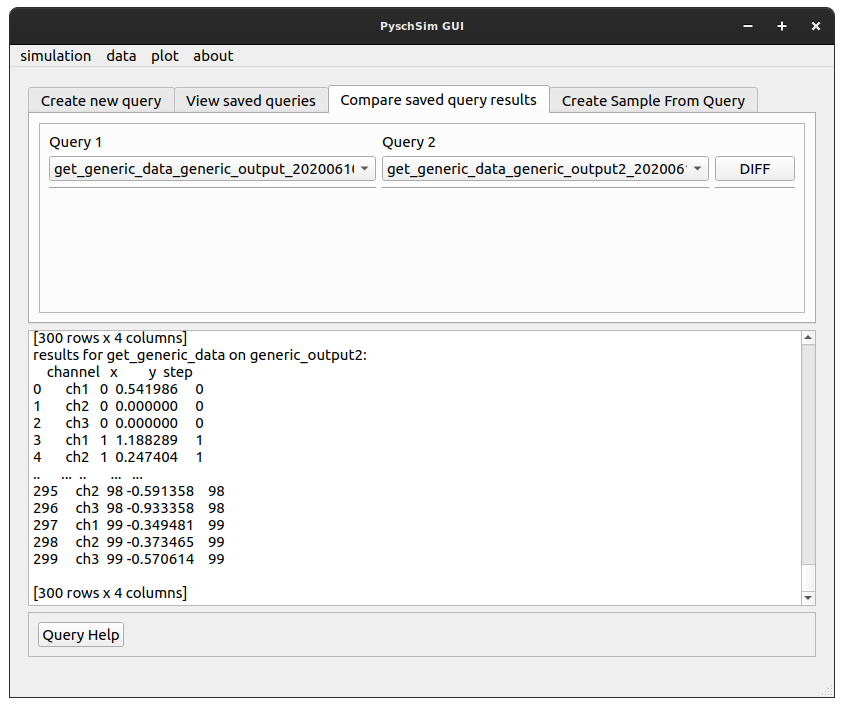 PyschSim GUI
simulation data plot about
Create new query View saved queries Compare saved query results Create Sample From Query
Query 1 Query 2
get_generic_data_generic_output_2020061 get_generic_data_generic_output2_202006 DIFF
[300 rows x 4 columns]
results for get_generic_data on generic_output2:
channel x y step
0 ch1 0 0.541986 0
1 ch2 0 0.000000 0
2 ch3 0 0.000000 0
3 ch1 1 1.188289 1
4 ch2 1 0.247404 1
.. ... .. ... ...
295 ch2 98 -0.591358 98
296 ch3 98 -0.933358 98
297 ch1 99 -0.349481 99
298 ch2 99 -0.373465 99
299 ch3 99 -0.570614 99
[300 rows x 4 columns]
Query Help